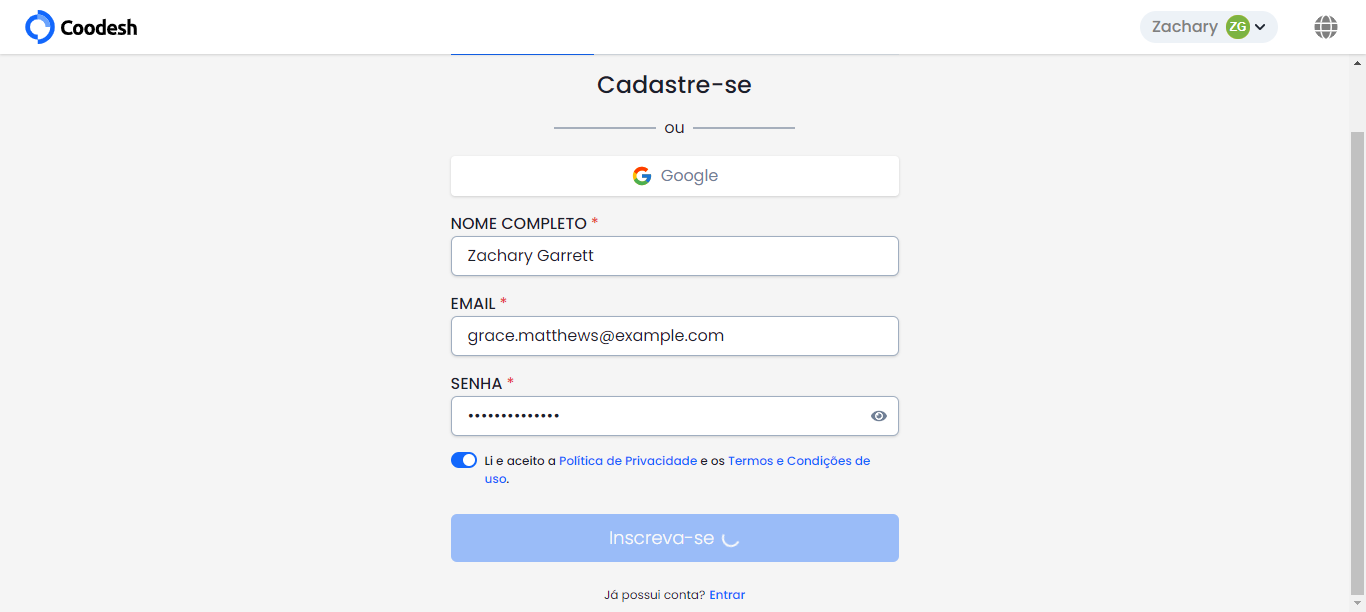 Coodesh
Zachary ZG
Cadastre-se
ou
Google
NOME COMPLETO *
Zachary Garrett
EMAIL *
grace.matthews@example.com
SENHA *
••••••••••••••
Li e aceito a Política de Privacidade e os Termos e Condições de
uso.
Inscreva-se
Já possui conta? Entrar